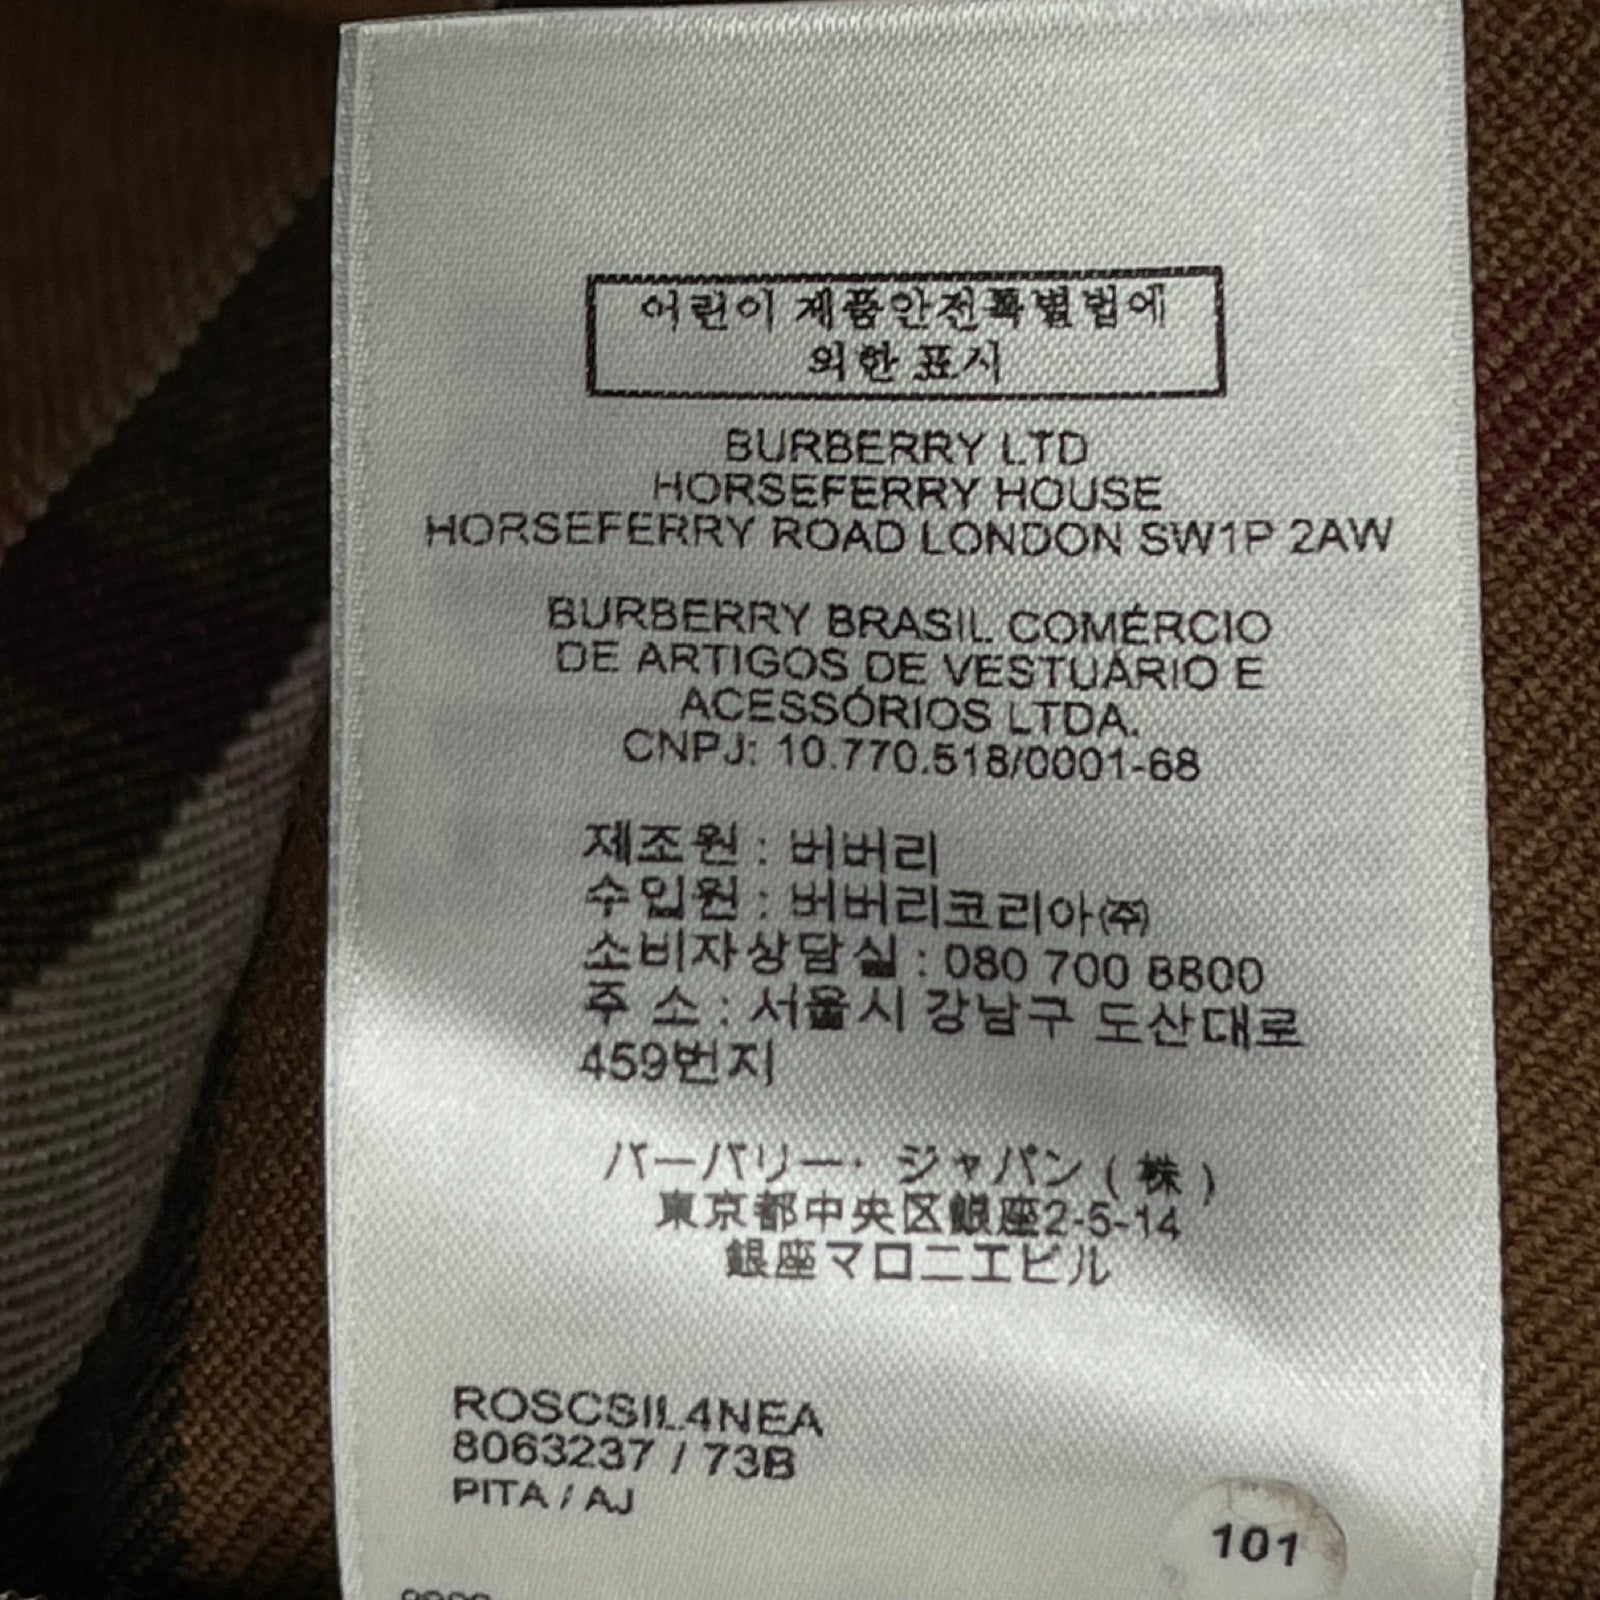 어린이 제품안전특별법에
의한 표시
BURBERRY LTD
HORSEFERRY HOUSE
HORSEFERRY ROAD LONDON SW1P 2AW
BURBERRY BRASIL COMÉRCIO
DE ARTIGOS DE VESTUÁRIO E
ACESSÓRIOS LTDA.
CNPJ: 10.770.518/0001-68
제조원 : 버버리
수입원 : 버버리코리아㈜
소비자상담실 : 080 700 8800
주 소 : 서울시 강남구 도산대로
459번지
バーバリー・ジャパン ( 株 )
東京都中央区銀座2-5-14
銀座マロニエビル
ROSCSIL4NEA
8063237 / 73B
PITA / AJ
101